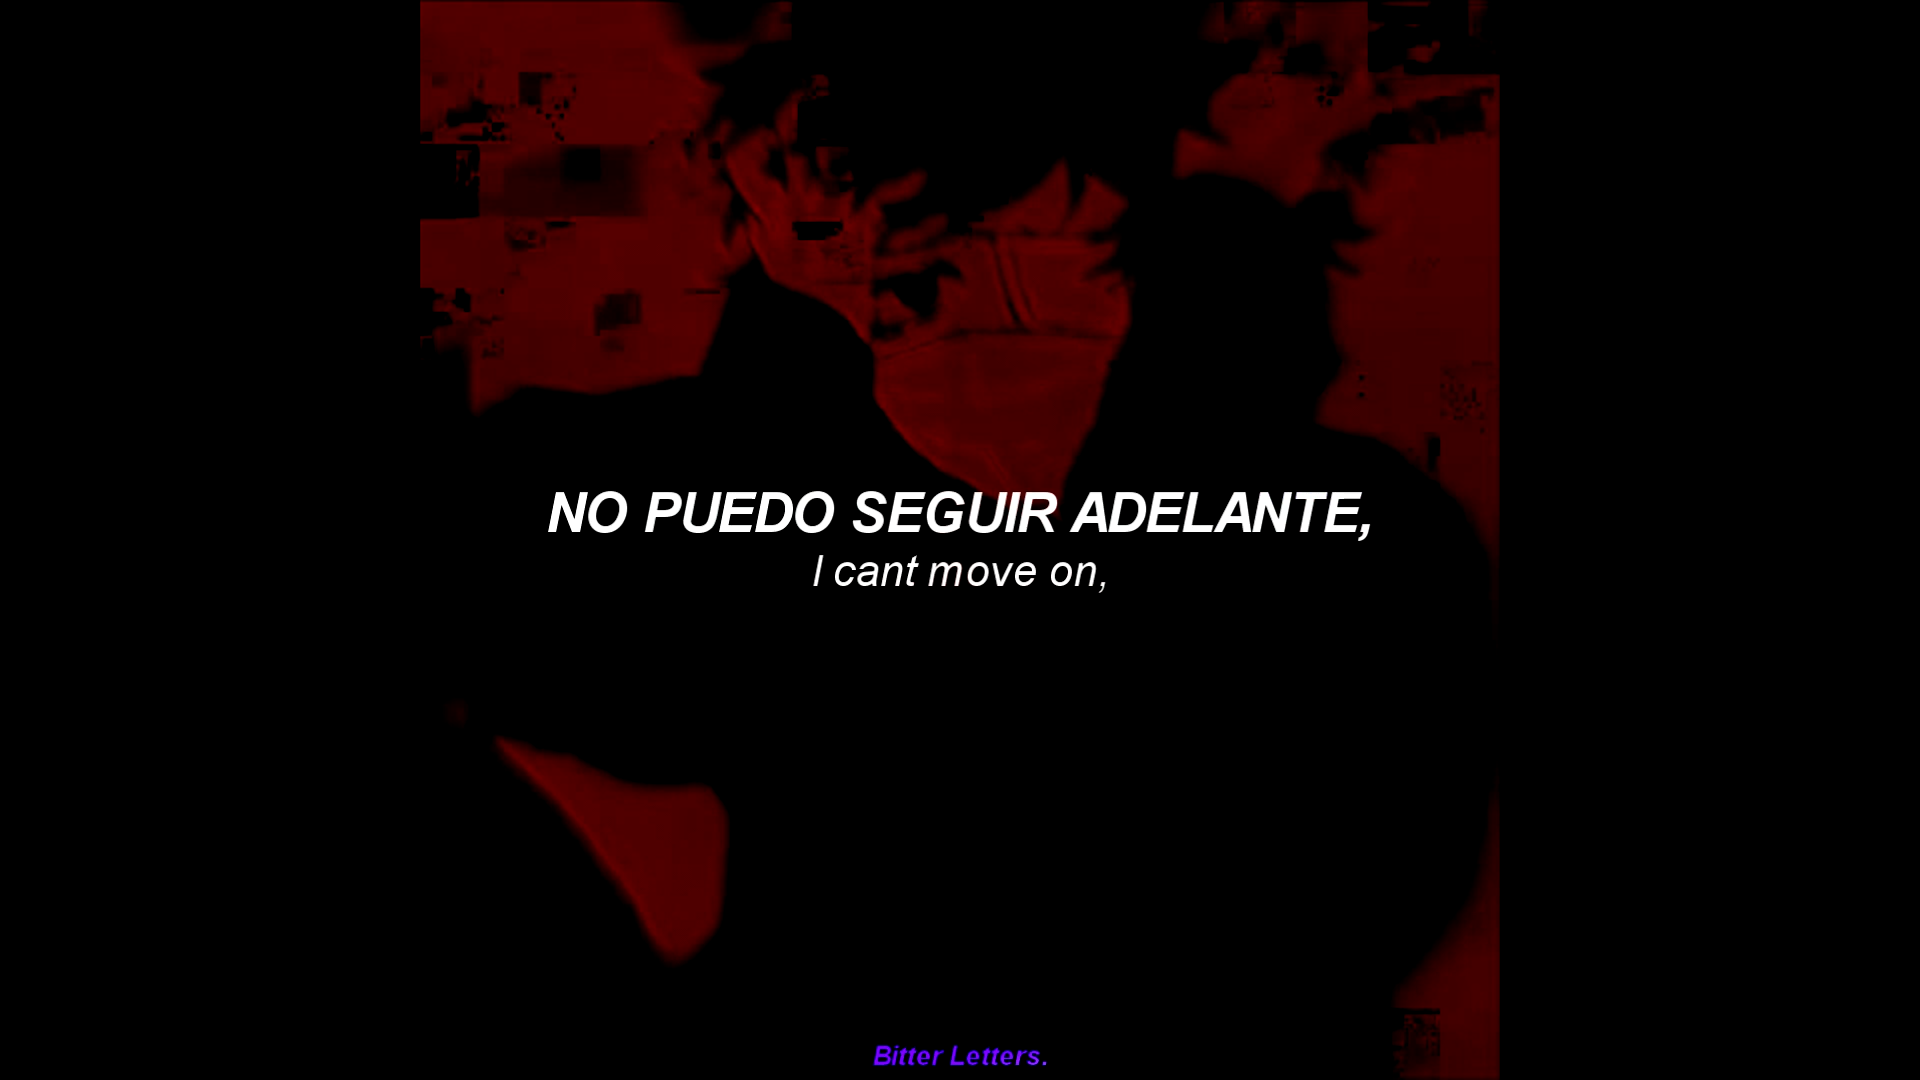 NO PUEDO SEGUIR ADELANTE,
I cant move on,
Bitter Letters.